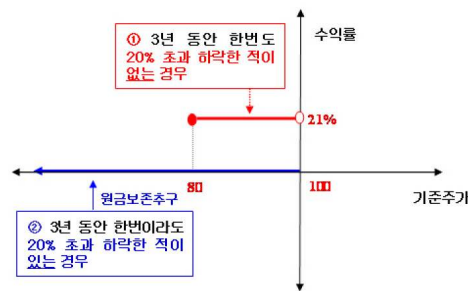 ① 3년 동안 한번도
20% 초과 하락한 적이
없는 경우
수익률
21%
80
100
기준주가
원금보존추구
② 3년 동안 한번이라도
20% 초과 하락한 적이
있는 경우